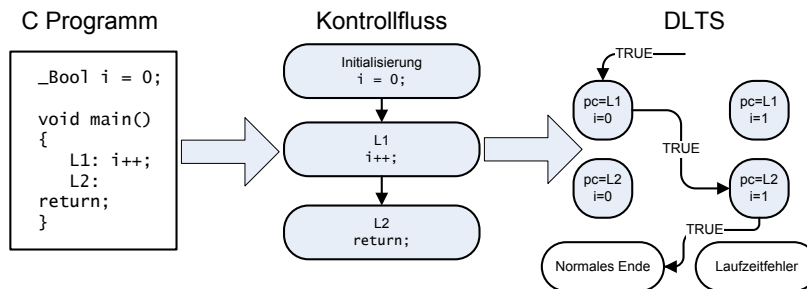 C Programm
Kontrollfluss
DLTS
_Bool i = 0;
void main()
{
L1: i++;
L2:
return;
}
Initialisierung
i = 0;
L1
i++;
L2
return;
TRUE
pc=L1
i=0
pc=L1
i=1
TRUE
pc=L2
i=0
pc=L2
i=1
TRUE
Normales Ende
Laufzeitfehler